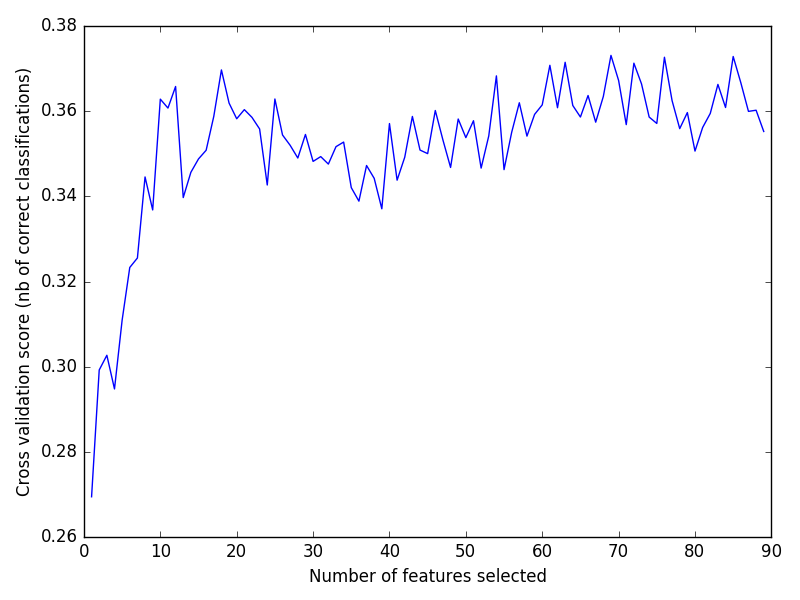 0.38
0.36
0.34
0.32
0.30
0.28
0.26
0 10 20 30 40 50 60 70 80 90
Number of features selected
Cross validation score (nb of correct classifications)